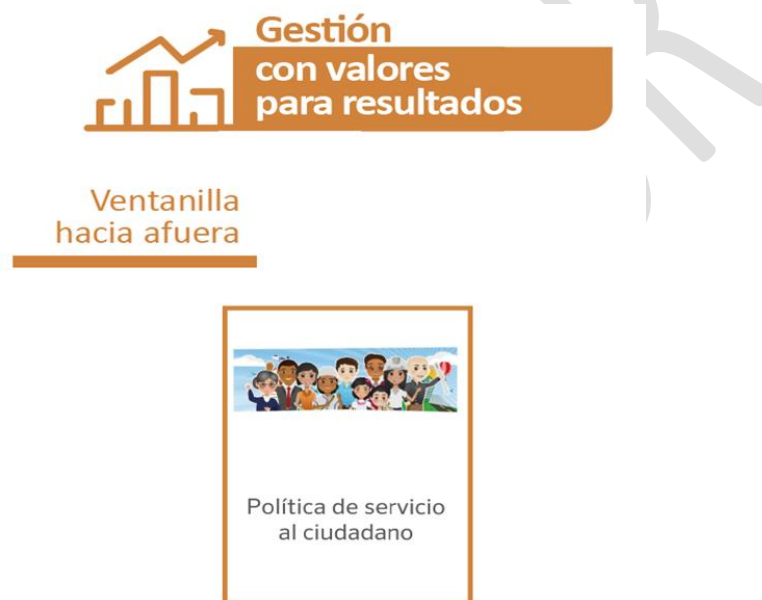 Gestión
con valores
para resultados
Ventanilla
hacia afuera
Política de servicio
al ciudadano